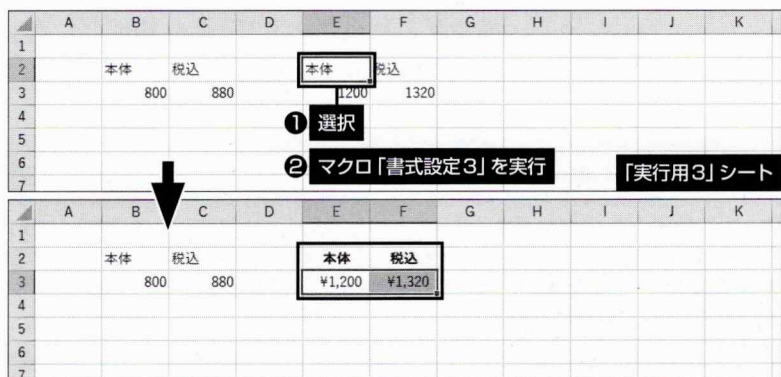 A B C D E F G H I J K
1
2 本体 税込 本体 税込
3 800 880 1200 1320
4
❶ 選択
5
6
❷ マクロ「書式設定3」を実行
「実行用3」シート
7
A B C D E F G H I J K
1
2 本体 税込 本体 税込
3 800 880 ¥1,200 ¥1,320
4
5
6
7